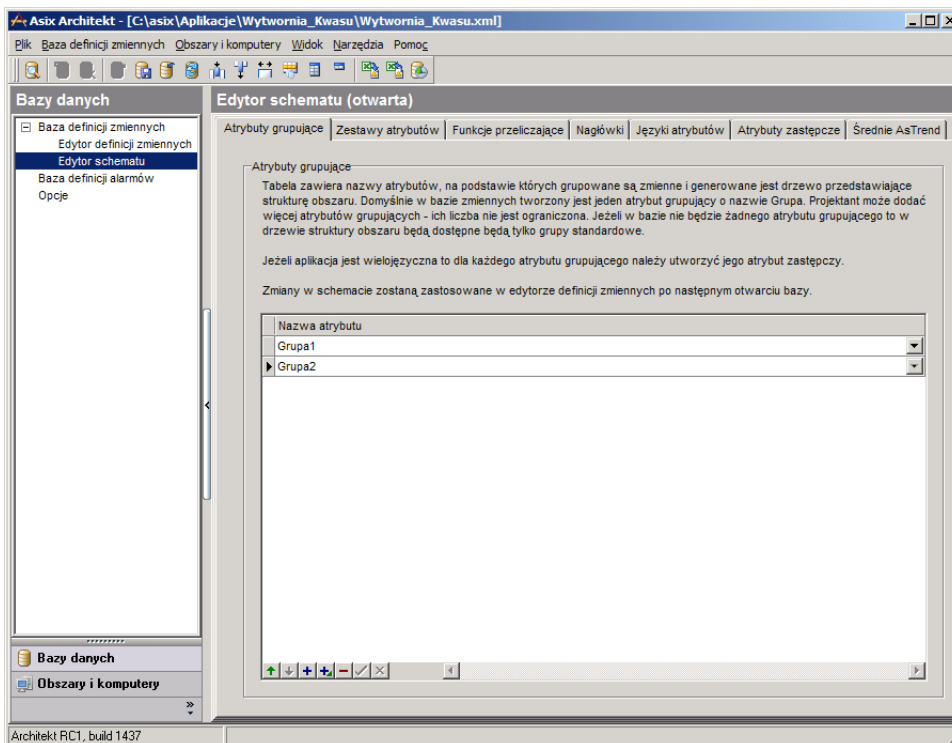 Asix Architekt - [C:\asix\Aplikacje\Wytwornia_Kwasu\Wytwornia_Kwasu.xml]
Plik Baza definicji zmiennych Obszary i komputery Widok Narzędzia Pomoc
Bazy danych
Baza definicji zmiennych
Edytor definicji zmiennych
Edytor schematu
Baza definicji alarmów
Opcje
Bazy danych
Obszary i komputery
Edytor schematu (otwarta)
Atrybuty grupujące Zestawy atrybutów Funkcje przeliczające Nagłówki Języki atrybutów Atrybuty zastępcze Średnie AsTrend
Atrybuty grupujące
Tabela zawiera nazwy atrybutów, na podstawie których grupowane są zmienne i generowane jest drzewo przedstawiające
strukturę obszaru. Domyślnie w bazie zmiennych tworzony jest jeden atrybut grupujący o nazwie Grupa. Projektant może dodać
więcej atrybutów grupujących - ich liczba nie jest ograniczona. Jeżeli w bazie nie będzie żadnego atrybutu grupującego to w
drzewie struktury obszaru będą dostępne będą tylko grupy standardowe.
Jeżeli aplikacja jest wielojęzyczna to dla każdego atrybutu grupującego należy utworzyć jego atrybut zastępczy.
Zmiany w schemacie zostaną zastosowane w edytorze definicji zmiennych po następnym otwarciu bazy.
Nazwa atrybutu
Grupa1
Grupa2
Architekt RC1, build 1437